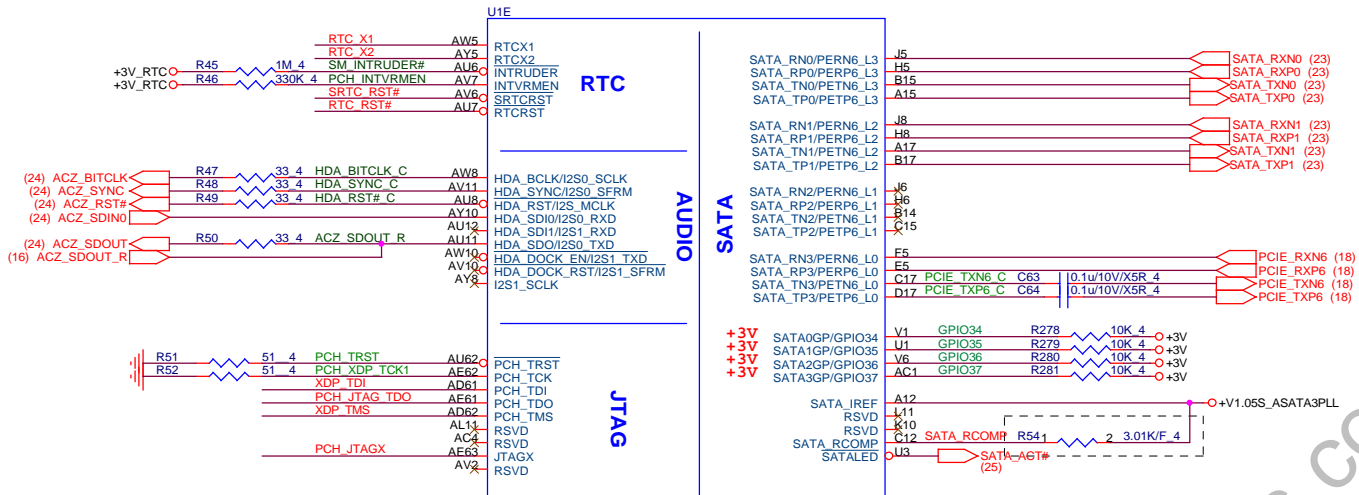 U1E
RTC_X1 AW5 RTCX1
RTC_X2 AY5 RTCX2
+3V_RTC R45 1M_4 SM_INTRUDER# AU6 INTRUDER
+3V_RTC R46 330K_4 PCH_INTVRMEN AV7 INTVRMEN
SRTC_RST# AV6 SRTCRST
RTC_RST# AU7 RTCRST
RTC
(24) ACZ_BITCLK R47 33_4 HDA_BITCLK_C AW8 HDA_BCLK/I2S0_SCLK
(24) ACZ_SYNC R48 33_4 HDA_SYNC_C AV11 HDA_SYNC/I2S0_SFRM
(24) ACZ_RST# R49 33_4 HDA_RST#_C AU8 HDA_RST/I2S_MCLK
(24) ACZ_SDIN0 AY10 HDA_SDI0/I2S0_RXD
AU12 HDA_SDI1/I2S1_RXD
(24) ACZ_SDOUT R50 33_4 ACZ_SDOUT_R AU11 HDA_SDO/I2S0_TXD
(16) ACZ_SDOUT_R AW10 HDA_DOCK_EN/I2S1_TXD
AV10 HDA_DOCK_RST/I2S1_SFRM
AY8 I2S1_SCLK
AUDIO
R51 51_4 PCH_TRST AU62 PCH_TRST
R52 51_4 PCH_XDP_TCK1 AE62 PCH_TCK
XDP_TDI AD61 PCH_TDI
PCH_JTAG_TDO AE61 PCH_TDO
XDP_TMS AD62 PCH_TMS
AL11 RSVD
AC4 RSVD
PCH_JTAGX AE63 JTAGX
AV2 RSVD
JTAG
SATA
SATA_RN0/PERN6_L3 J5 SATA_RXN0 (23)
SATA_RP0/PERP6_L3 H5 SATA_RXP0 (23)
SATA_TN0/PETN6_L3 B15 SATA_TXN0 (23)
SATA_TP0/PETP6_L3 A15 SATA_TXP0 (23)
SATA_RN1/PERN6_L2 J8 SATA_RXN1 (23)
SATA_RP1/PERP6_L2 H8 SATA_RXP1 (23)
SATA_TN1/PETN6_L2 A17 SATA_TXN1 (23)
SATA_TP1/PETP6_L2 B17 SATA_TXP1 (23)
SATA_RN2/PERN6_L1 J6
SATA_RP2/PERP6_L1 H6
SATA_TN2/PETN6_L1 B14
SATA_TP2/PETP6_L1 C15
SATA_RN3/PERN6_L0 F5 PCIE_RXN6 (18)
SATA_RP3/PERP6_L0 E5 PCIE_RXP6 (18)
SATA_TN3/PETN6_L0 C17 PCIE_TXN6_C C63 0.1u/10V/X5R_4 PCIE_TXN6 (18)
SATA_TP3/PETP6_L0 D17 PCIE_TXP6_C C64 0.1u/10V/X5R_4 PCIE_TXP6 (18)
+3V SATA0GP/GPIO34 V1 GPIO34 R278 10K_4 +3V
+3V SATA1GP/GPIO35 U1 GPIO35 R279 10K_4 +3V
+3V SATA2GP/GPIO36 V6 GPIO36 R280 10K_4 +3V
+3V SATA3GP/GPIO37 AC1 GPIO37 R281 10K_4 +3V
SATA_IREF A12 +V1.05S_ASATA3PLL
RSVD L11
RSVD K10
SATA_RCOMP C12 SATA_RCOMP R54 1 2 3.01K/F_4
SATALED U3 SATA_ACT#
(25)